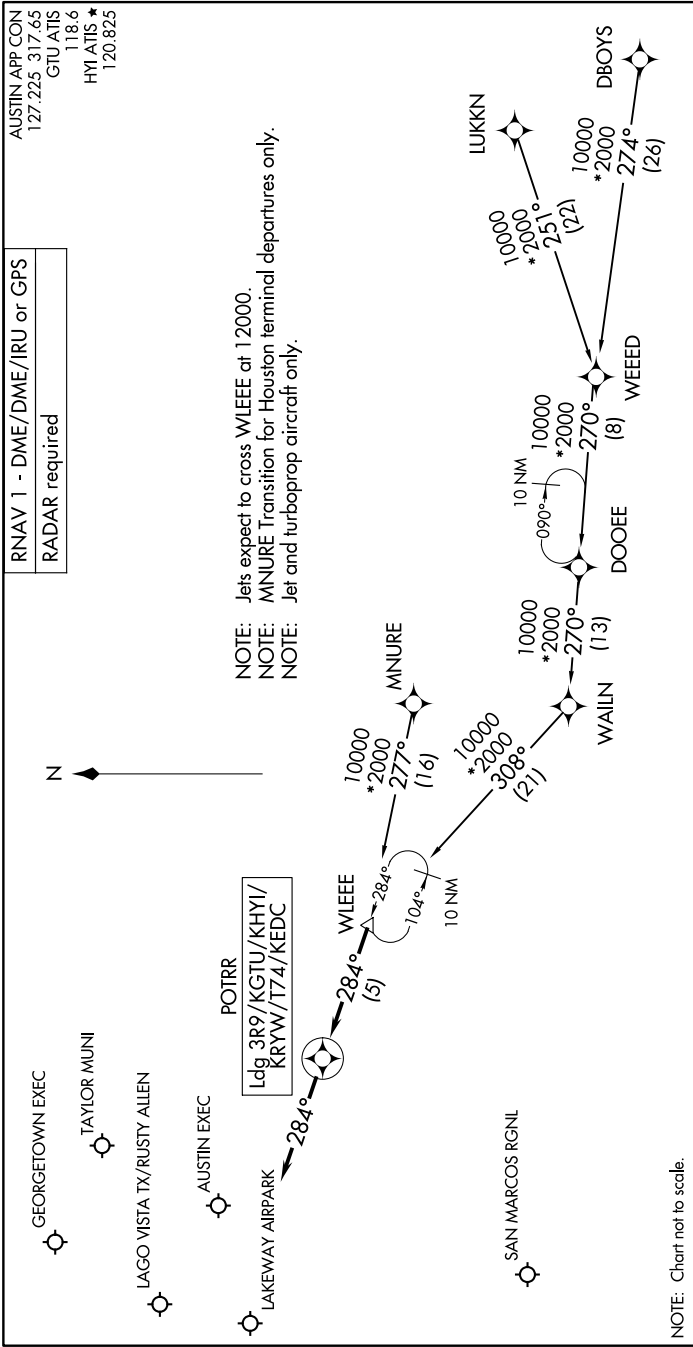 RNAV 1 - DME/DME/IRU or GPS
RADAR required
AUSTIN APP CON
127.225 317.65
GTU ATIS
118.6
HYI ATIS ★
120.825
N
NOTE: Jets expect to cross WLEEE at 12000.
NOTE: MNURE Transition for Houston terminal departures only.
NOTE: Jet and turboprop aircraft only.
GEORGETOWN EXEC
TAYLOR MUNI
LAGO VISTA TX/RUSTY ALLEN
AUSTIN EXEC
LAKEWAY AIRPARK
SAN MARCOS RGNL
POTRR
Ldg 3R9/KGTU/KHYI/
KRYW/T74/KEDC
284°
284°
(5)
WLEEE
284°
104°
10 NM
MNURE
10000
*2000
277°
(16)
10000
*2000
308°
(21)
WAILN
10000
*2000
270°
(13)
DOOEE
090°
10 NM
10000
*2000
270°
(8)
WEEED
LUKKN
10000
*2000
251°
(22)
DBOYS
10000
*2000
274°
(26)
NOTE: Chart not to scale.